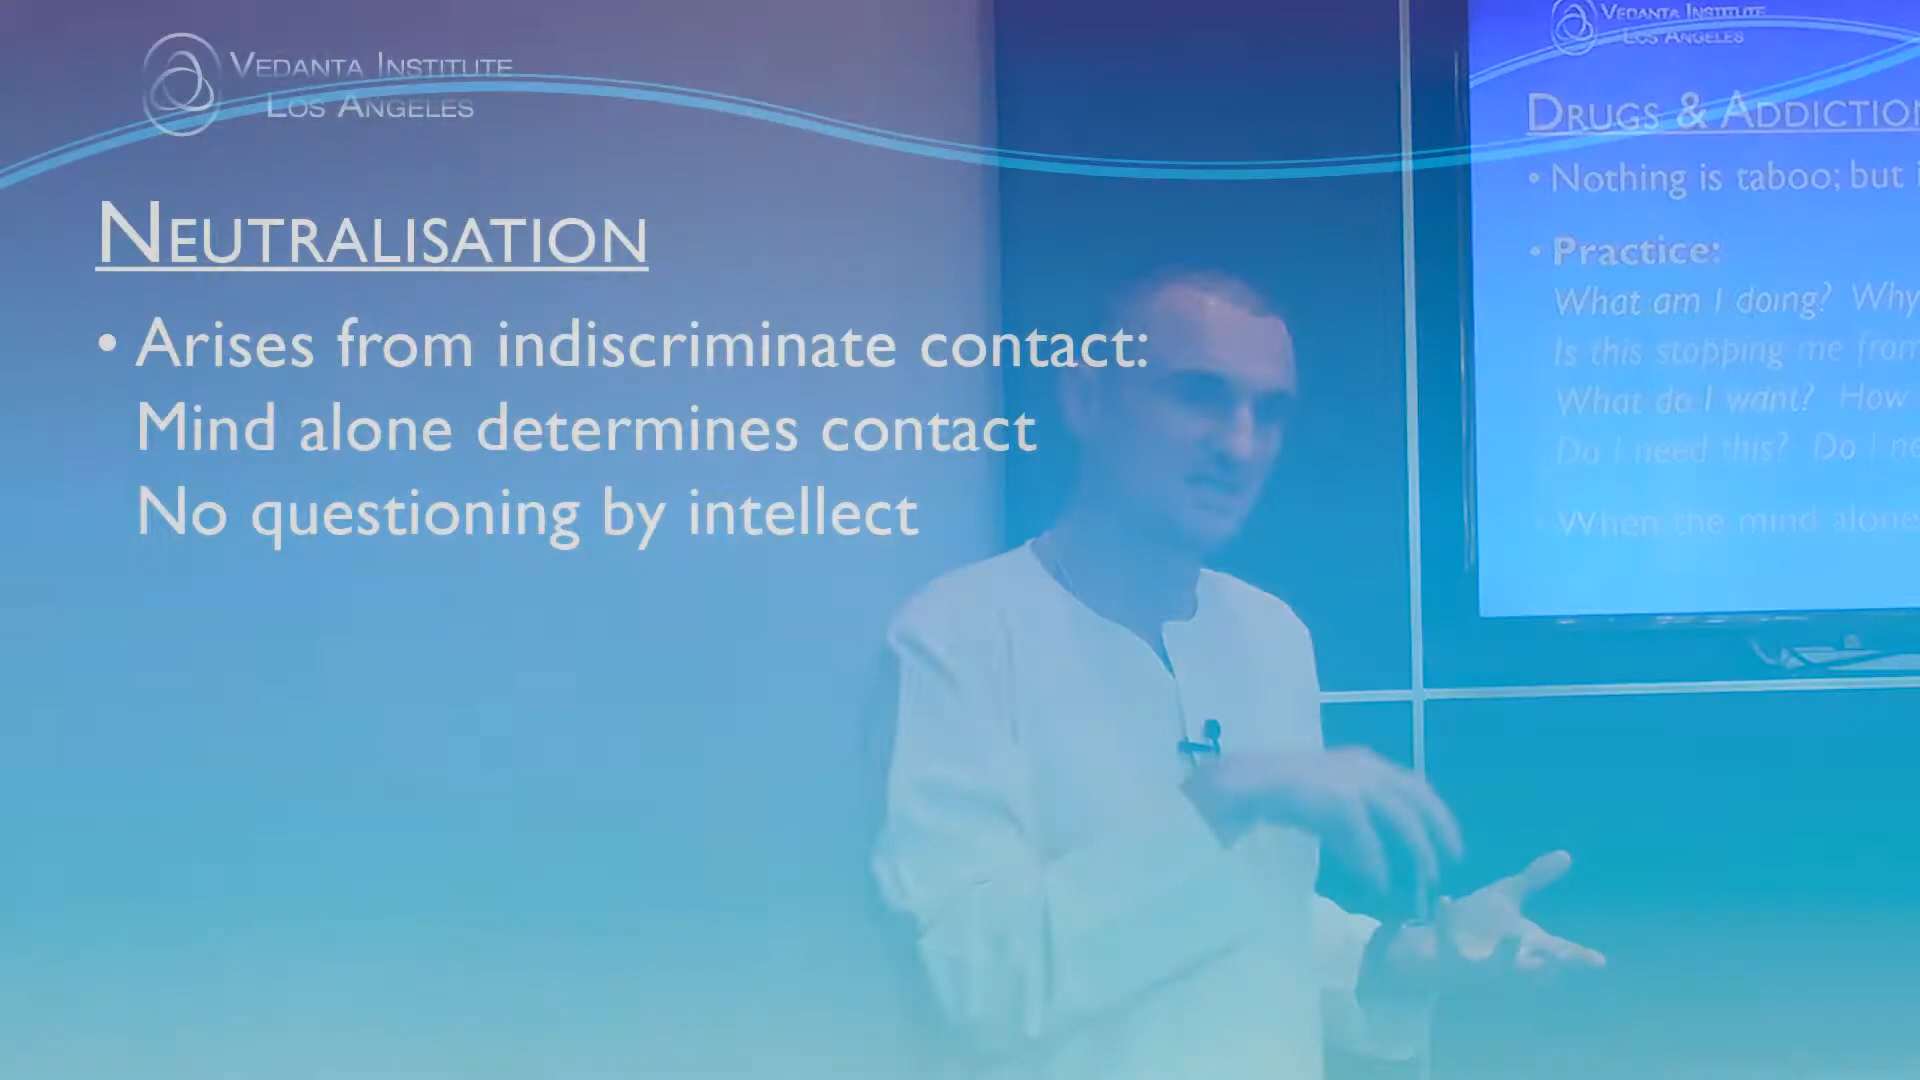 VEDANTA INSTITUTE
LOS ANGELES
NEUTRALISATION
• Arises from indiscriminate contact:
Mind alone determines contact
No questioning by intellect
VEDANTA INSTITUTE
LOS ANGELES
DRUGS & ADDICTION
• Nothing is taboo; but
• Practice:
What am I doing? Why
Is this stopping me from
What do I want? How
Do I need this? Do I
When the mind alone